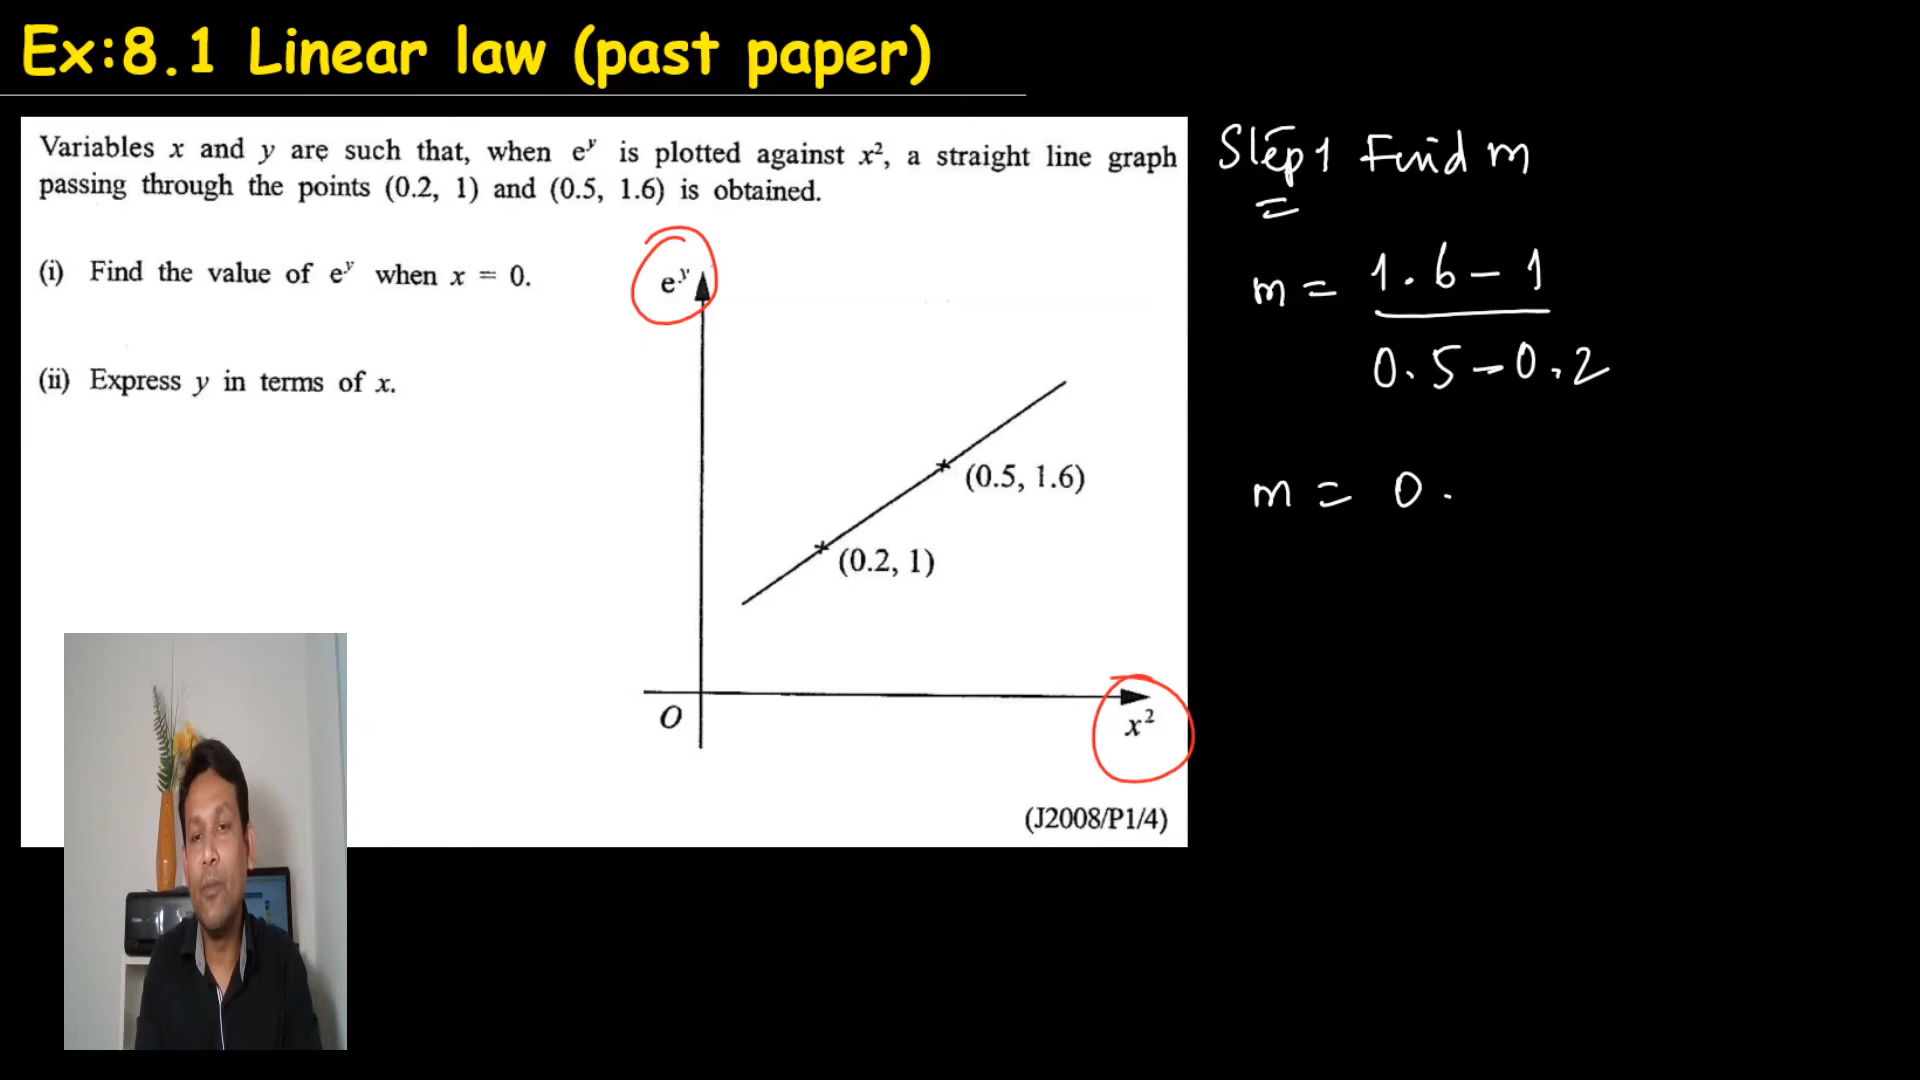 Ex:8.1 Linear law (past paper)
Variables x and y are such that, when eʸ is plotted against x², a straight line graph
passing through the points (0.2, 1) and (0.5, 1.6) is obtained.
(i) Find the value of eʸ when x = 0.
(ii) Express y in terms of x.
eʸ
(0.5, 1.6)
(0.2, 1)
O
x²
(J2008/P1/4)
Step 1 Find m
m = 1.6 - 1
0.5 - 0.2
m = 0.